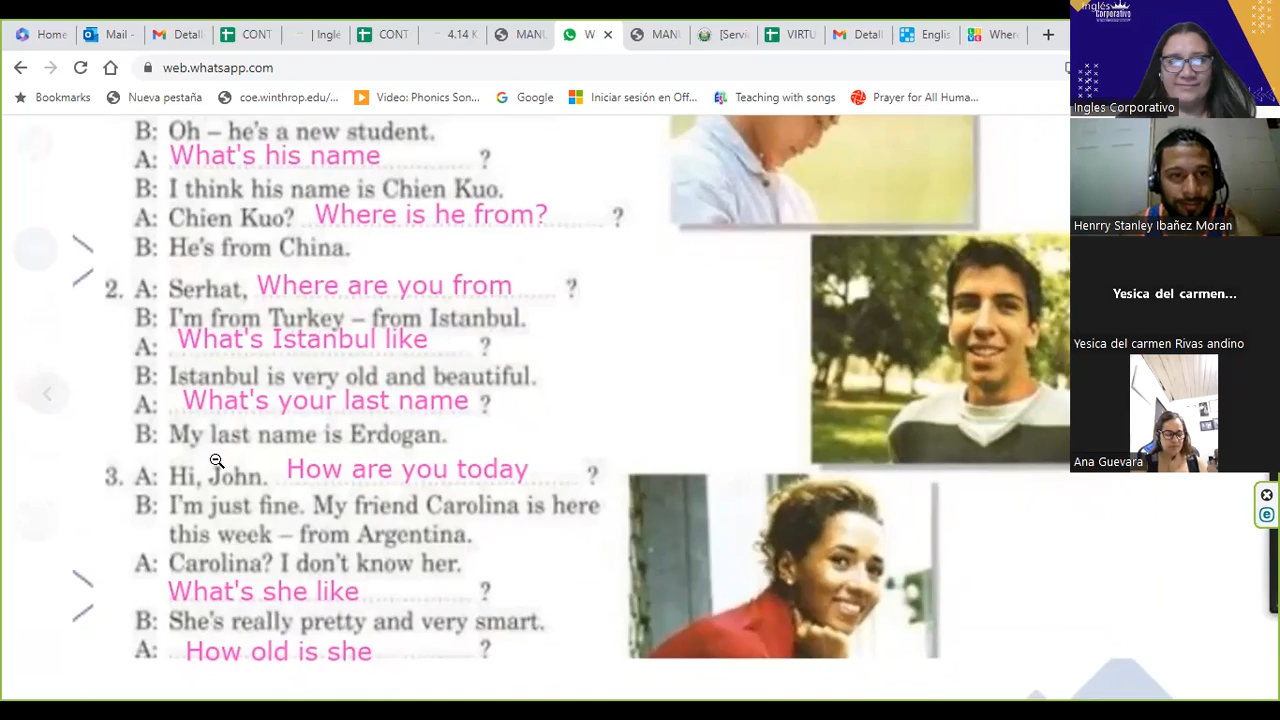 Home
Mail -
Detail
CONT
| Inglé
CONT
4.14 K
MANU
W
MAN
[Servi
VIRTU
Detail
Englis
Wher
web.whatsapp.com
Bookmarks
Nueva pestaña
coe.winthrop.edu/...
Video: Phonics Son...
Google
Iniciar sesión en Off...
Teaching with songs
Prayer for All Huma...
B: Oh – he's a new student.
A: What's his name ?
B: I think his name is Chien Kuo.
A: Chien Kuo? Where is he from? ?
B: He's from China.
2. A: Serhat, Where are you from ?
B: I'm from Turkey – from Istanbul.
A: What's Istanbul like ?
B: Istanbul is very old and beautiful.
A: What's your last name ?
B: My last name is Erdogan.
3. A: Hi, John. How are you today ?
B: I'm just fine. My friend Carolina is here
this week – from Argentina.
A: Carolina? I don't know her.
What's she like ?
B: She's really pretty and very smart.
A: How old is she ?
Inglés
Corporativo
Ingles Corporativo
Henrry Stanley Ibañez Moran
Yesica del carmen...
Yesica del carmen Rivas andino
Ana Guevara